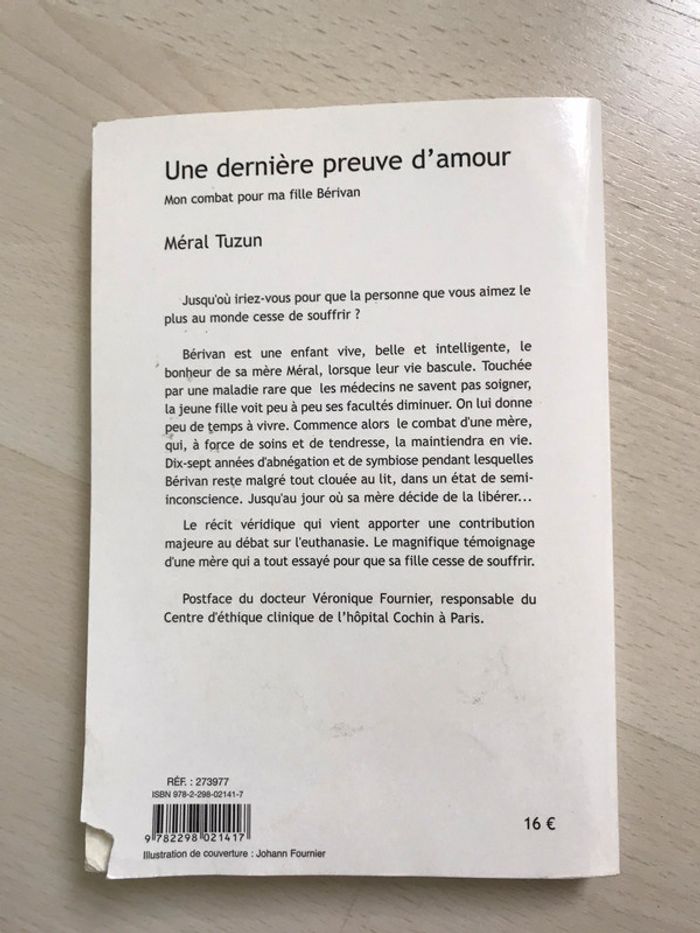 Une dernière preuve d'amour
Mon combat pour ma fille Bérivan
Méral Tuzun
Jusqu'où iriez-vous pour que la personne que vous aimez le
plus au monde cesse de souffrir ?
Bérivan est une enfant vive, belle et intelligente, le
bonheur de sa mère Méral, lorsque leur vie bascule. Touchée
par une maladie rare que les médecins ne savent pas soigner,
la jeune fille voit peu à peu ses facultés diminuer. On lui donne
peu de temps à vivre. Commence alors le combat d'une mère,
qui, à force de soins et de tendresse, la maintiendra en vie.
Dix-sept années d'abnégation et de symbiose pendant lesquelles
Bérivan reste malgré tout clouée au lit, dans un état de semi-
inconscience. Jusqu'au jour où sa mère décide de la libérer...
Le récit véridique qui vient apporter une contribution
majeure au débat sur l'euthanasie. Le magnifique témoignage
d'une mère qui a tout essayé pour que sa fille cesse de souffrir.
Postface du docteur Véronique Fournier, responsable du
Centre d'éthique clinique de l'hôpital Cochin à Paris.
RÉF. : 273977
ISBN 978-2-298-02141-7
9 782298 021417
16 €
Illustration de couverture : Johann Fournier